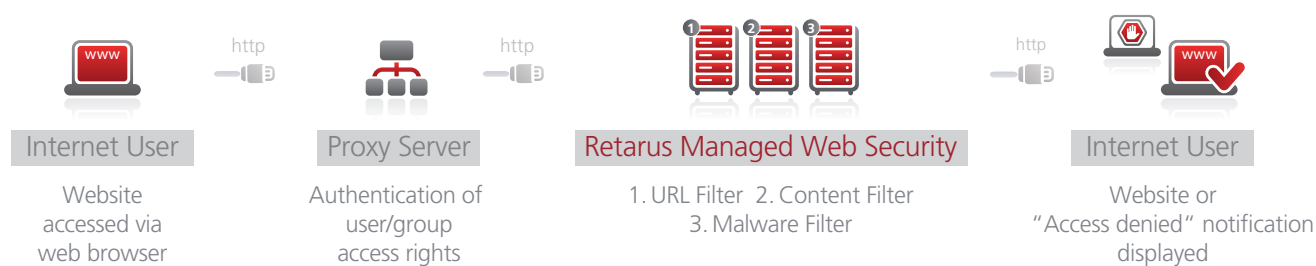 www
http
http
1 2 3
http
www
Internet User
Website
accessed via
web browser
Proxy Server
Authentication of
user/group
access rights
Retarus Managed Web Security
1. URL Filter 2. Content Filter
3. Malware Filter
Internet User
Website or
“Access denied“ notification
displayed